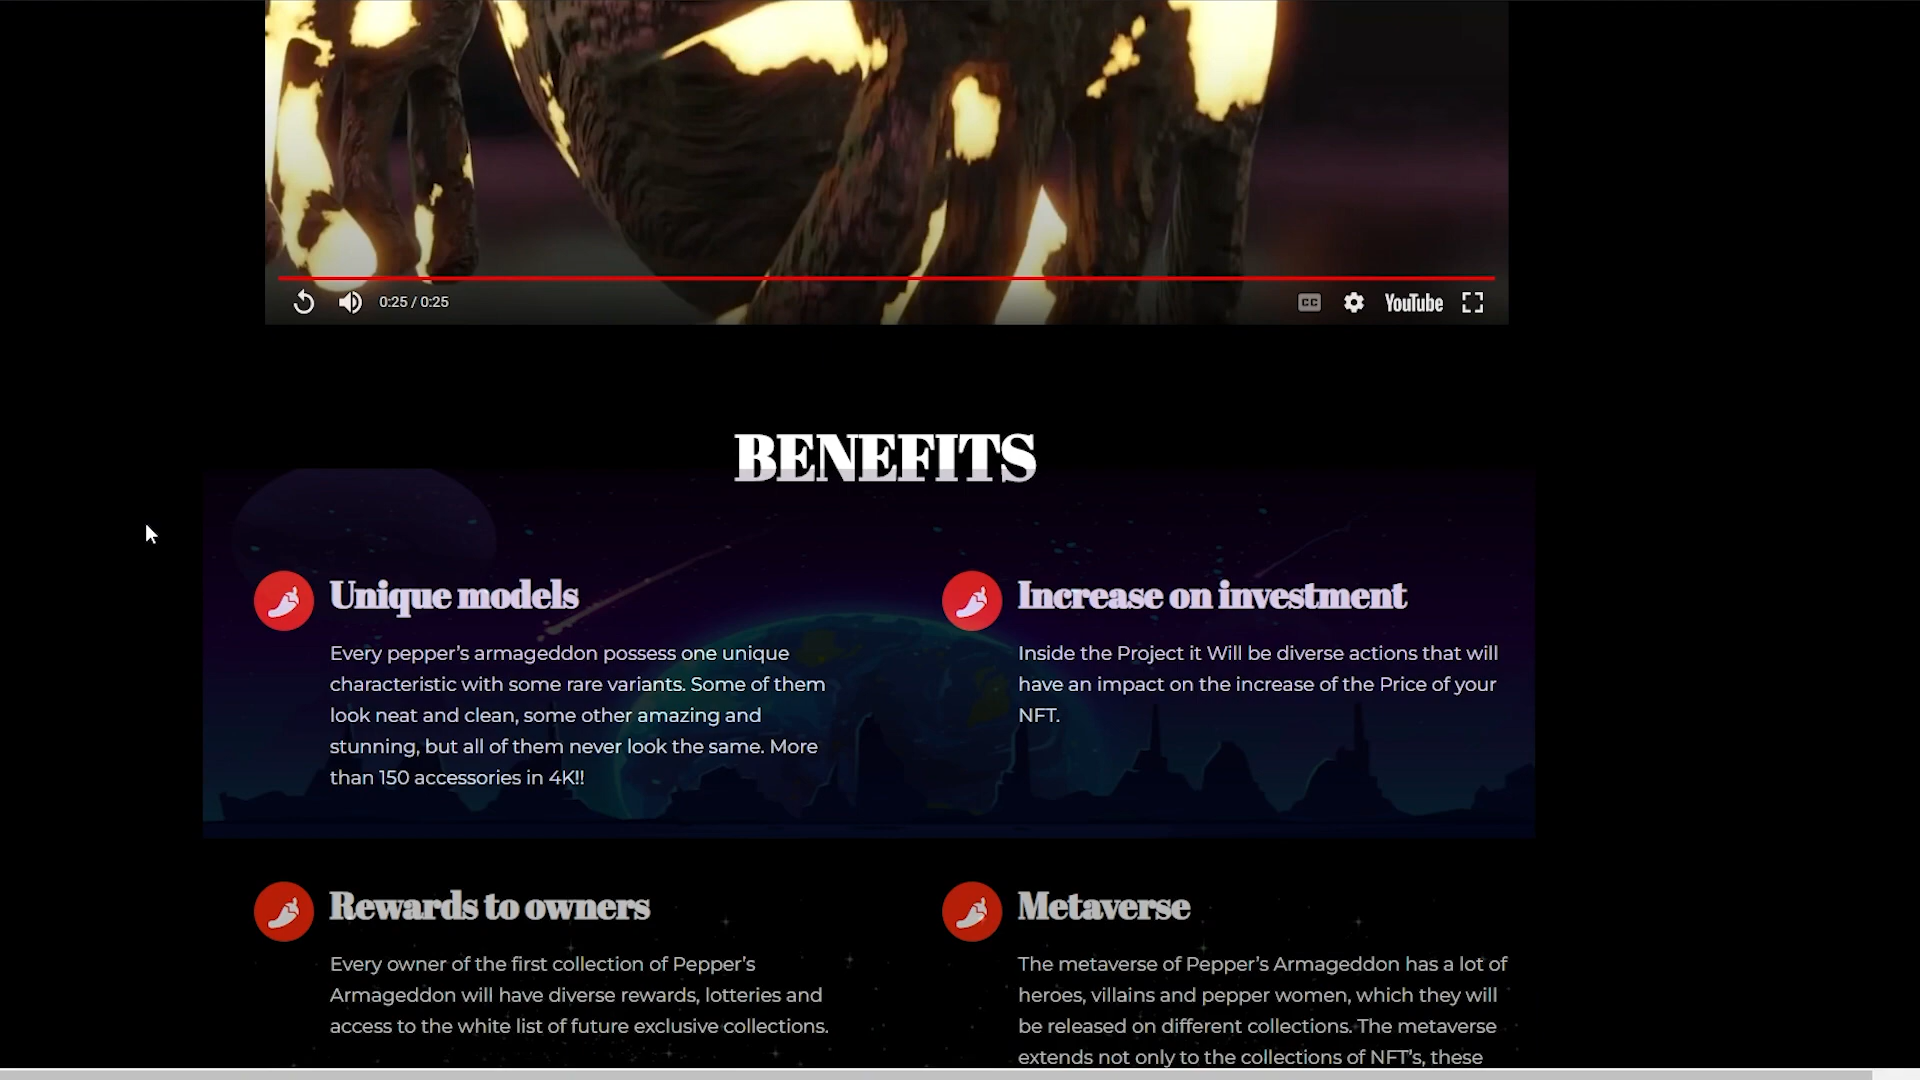 0:25 / 0:25
CC
YouTube
BENEFITS
Unique models
Every pepper's armageddon possess one unique
characteristic with some rare variants. Some of them
look neat and clean, some other amazing and
stunning, but all of them never look the same. More
than 150 accessories in 4K!!
Increase on investment
Inside the Project it Will be diverse actions that will
have an impact on the increase of the Price of your
NFT.
Rewards to owners
Every owner of the first collection of Pepper's
Armageddon will have diverse rewards, lotteries and
access to the white list of future exclusive collections.
Metaverse
The metaverse of Pepper's Armageddon has a lot of
heroes, villains and pepper women, which they will
be released on different collections. The metaverse
extends not only to the collections of NFT's, these